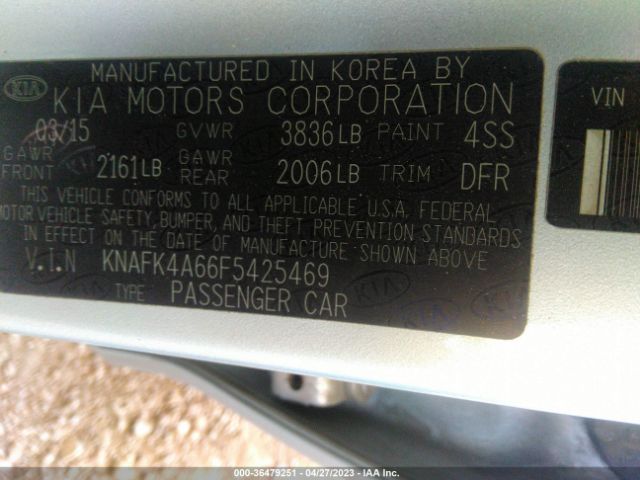 MANUFACTURED IN KOREA BY
KIA KIA MOTORS CORPORATION
03/15 GVWR 3836LB PAINT 4SS
GAWR FRONT 2161LB GAWR REAR 2006LB TRIM DFR
THIS VEHICLE CONFORMS TO ALL APPLICABLE U.S.A. FEDERAL
MOTOR VEHICLE SAFETY, BUMPER, AND THEFT PREVENTION STANDARDS
IN EFFECT ON THE DATE OF MANUFACTURE SHOWN ABOVE
V.I.N KNAFK4A66F5425469
TYPE PASSENGER CAR
VIN
000-36479251 - 04/27/2023 - IAA Inc.